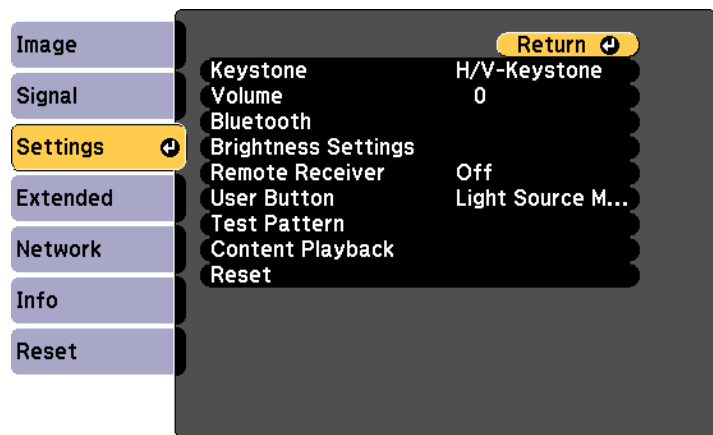 Image
Signal
Settings
Extended
Network
Info
Reset
Return
Keystone H/V-Keystone
Volume 0
Bluetooth
Brightness Settings
Remote Receiver Off
User Button Light Source M...
Test Pattern
Content Playback
Reset